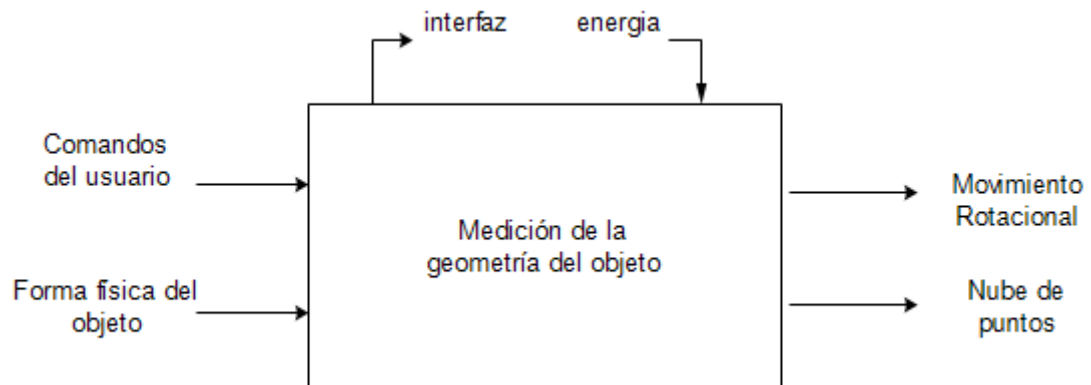 interfaz
energia
Comandos
del usuario
Medición de la
geometría del objeto
Movimiento
Rotacional
Forma física del
objeto
Nube de
puntos